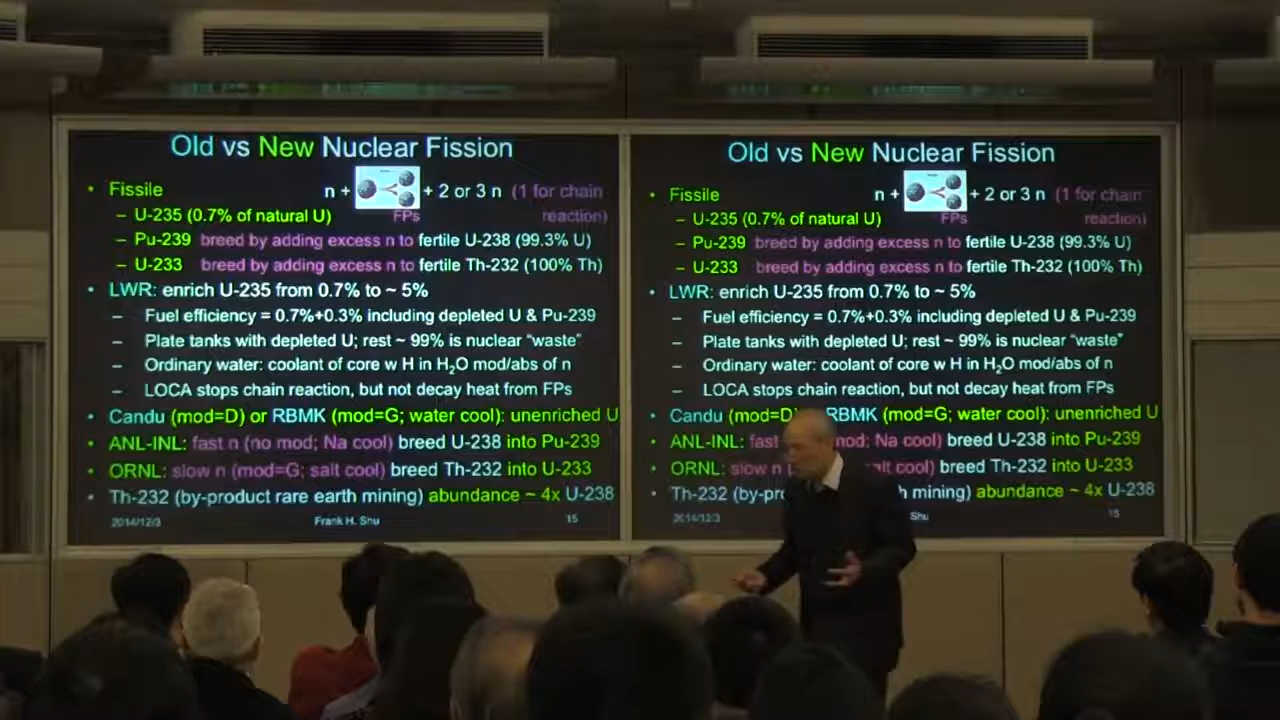 Old vs New Nuclear Fission
• Fissile n + + 2 or 3 n (1 for chain
– U-235 (0.7% of natural U) FPs reaction)
– Pu-239 breed by adding excess n to fertile U-238 (99.3% U)
– U-233 breed by adding excess n to fertile Th-232 (100% Th)
• LWR: enrich U-235 from 0.7% to ~ 5%
– Fuel efficiency = 0.7%+0.3% including depleted U & Pu-239
– Plate tanks with depleted U; rest ~ 99% is nuclear “waste”
– Ordinary water: coolant of core w H in H2O mod/abs of n
– LOCA stops chain reaction, but not decay heat from FPs
• Candu (mod=D) or RBMK (mod=G; water cool): unenriched U
• ANL-INL: fast n (no mod; Na cool) breed U-238 into Pu-239
• ORNL: slow n (mod=G; salt cool) breed Th-232 into U-233
• Th-232 (by-product rare earth mining) abundance ~ 4x U-238
2014/12/3 Frank H. Shu 15
Old vs New Nuclear Fission
• Fissile n + + 2 or 3 n (1 for chain
– U-235 (0.7% of natural U) FPs reaction)
– Pu-239 breed by adding excess n to fertile U-238 (99.3% U)
– U-233 breed by adding excess n to fertile Th-232 (100% Th)
• LWR: enrich U-235 from 0.7% to ~ 5%
– Fuel efficiency = 0.7%+0.3% including depleted U & Pu-239
– Plate tanks with depleted U; rest ~ 99% is nuclear “waste”
– Ordinary water: coolant of core w H in H2O mod/abs of n
– LOCA stops chain reaction, but not decay heat from FPs
• Candu (mod=D) RBMK (mod=G; water cool): unenriched U
• ANL-INL: fast mod; Na cool) breed U-238 into Pu-239
• ORNL: slow n cool) breed Th-232 into U-233
• Th-232 mining) abundance ~ 4x U-238
2014/12/3 Shu 15